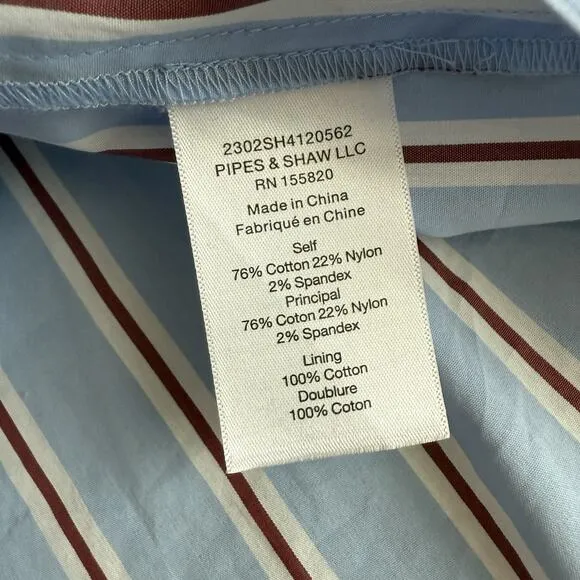 2302SH4120562
PIPES & SHAW LLC
RN 155820
Made in China
Fabriqué en Chine
Self
76% Cotton 22% Nylon
2% Spandex
Principal
76% Coton 22% Nylon
2% Spandex
Lining
100% Cotton
Doublure
100% Coton